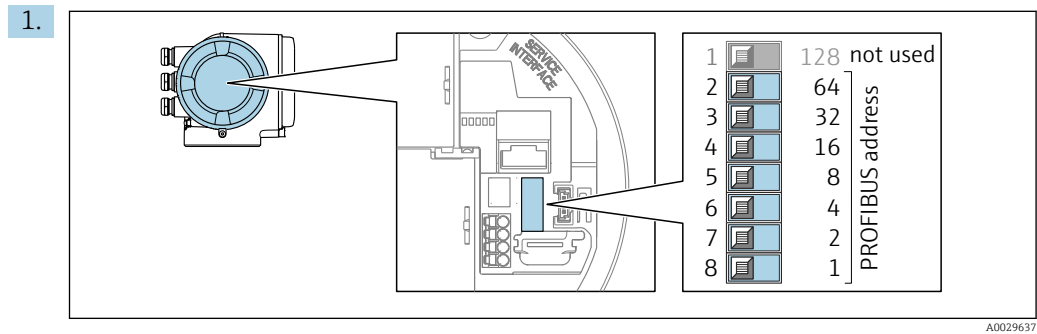 1.
SERVICE
INTERFACE
1 128 not used
2 64
3 32
4 16
5 8
6 4
7 2
8 1
PROFIBUS address
A0029637